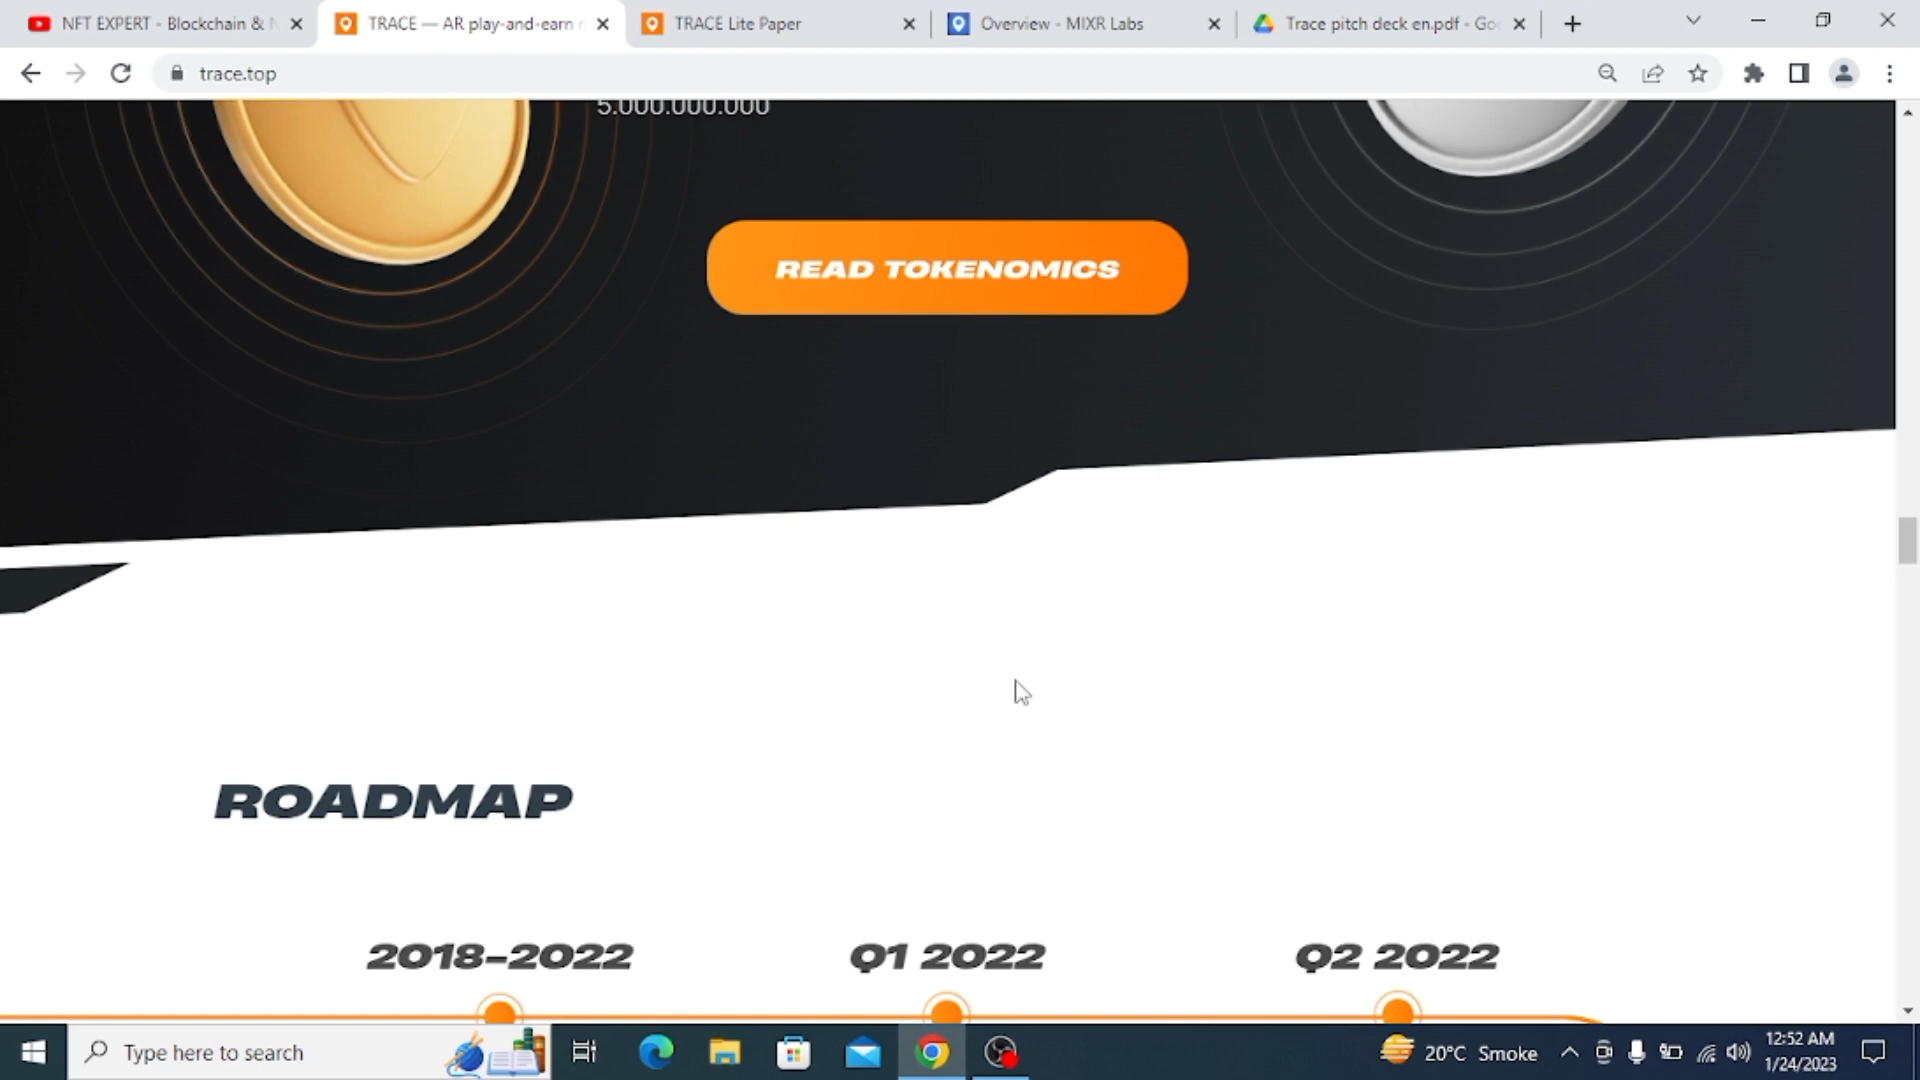 NFT EXPERT - Blockchain &
TRACE — AR play-and-earn
TRACE Lite Paper
Overview - MIXR Labs
Trace pitch deck en.pdf - Goo
trace.top
5.000.000.000
READ TOKENOMICS
ROADMAP
2018-2022
Q1 2022
Q2 2022
Type here to search
20°C Smoke
12:52 AM
1/24/2023